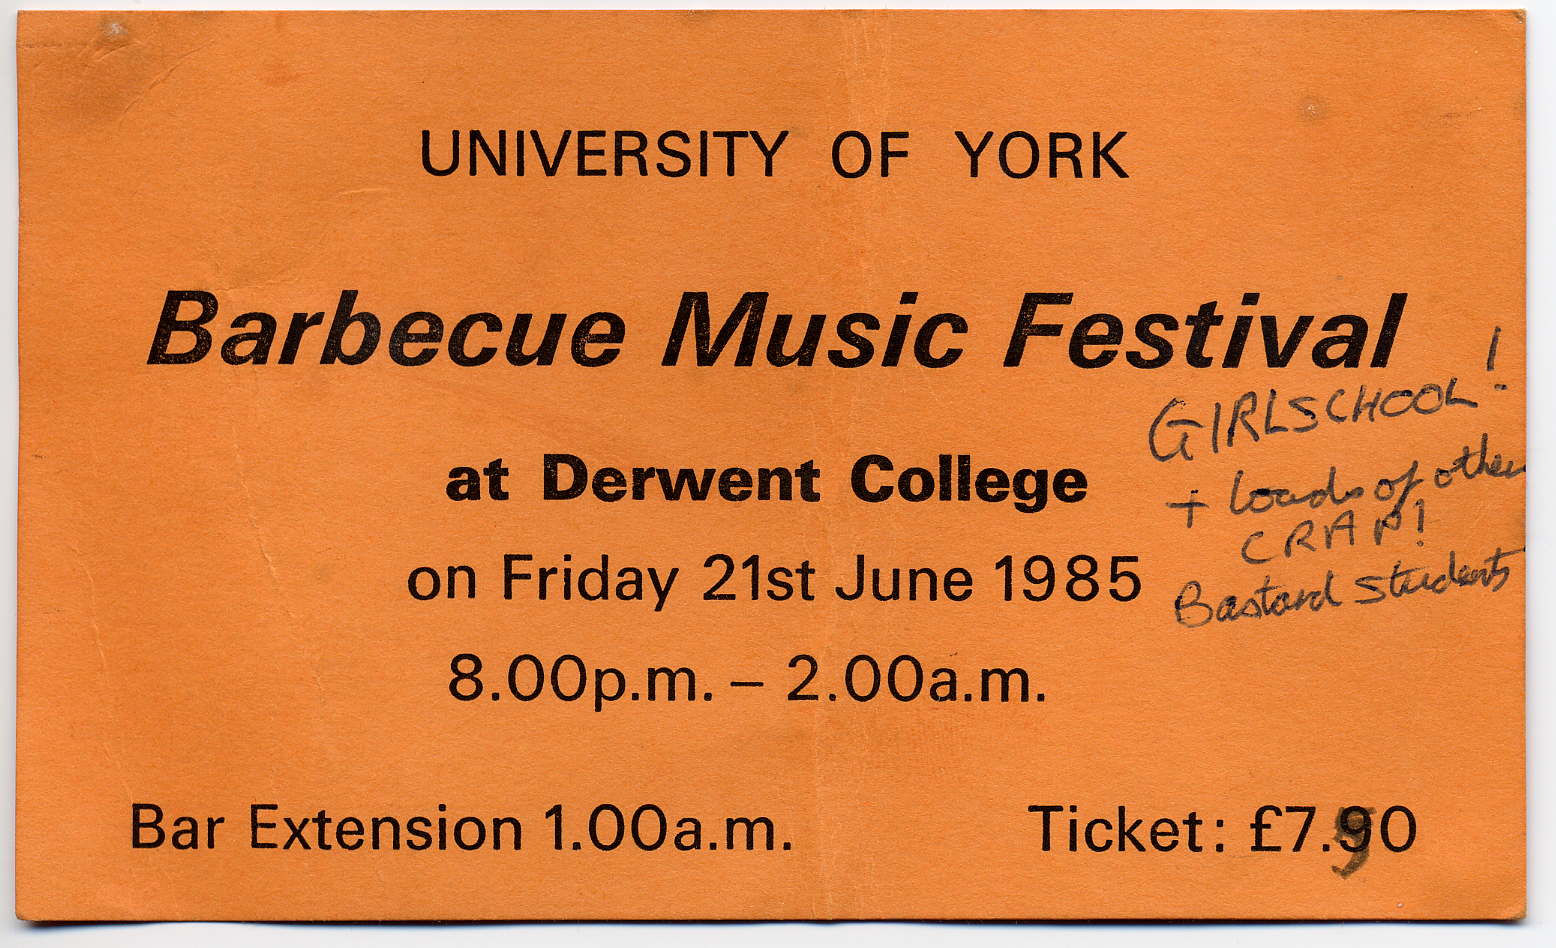 UNIVERSITY OF YORK
Barbecue Music Festival
GIRLSCHOOL!
+ loads of other
CRAP!
Bastard students
at Derwent College
on Friday 21st June 1985
8.00p.m. – 2.00a.m.
Bar Extension 1.00a.m.
Ticket: £7.50